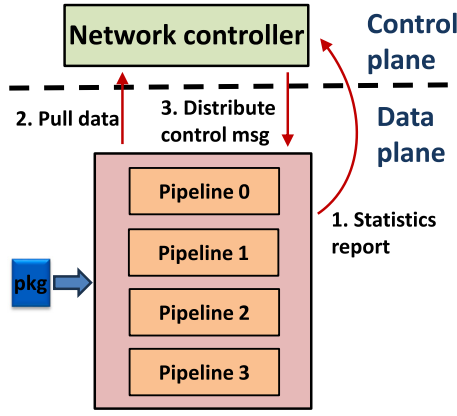 Network controller
Control
plane
2. Pull data
3. Distribute
control msg
Data
plane
Pipeline 0
1. Statistics
report
Pipeline 1
pkg
Pipeline 2
Pipeline 3